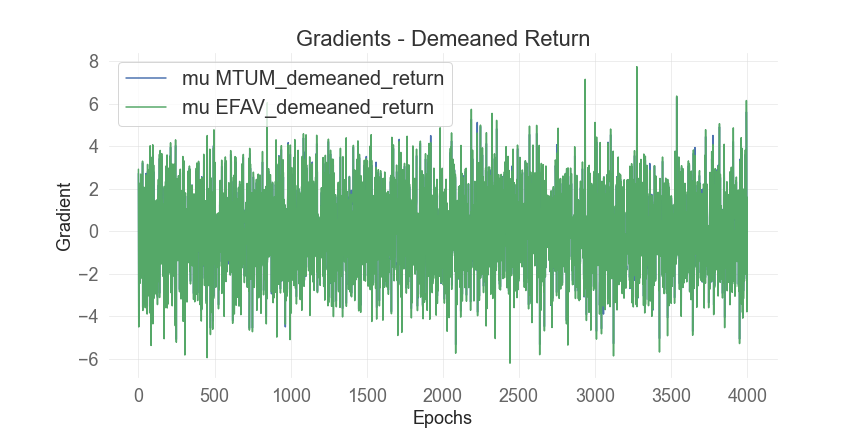 Gradients - Demeaned Return
mu MTUM_demeaned_return
mu EFAV_demeaned_return
Gradient
8
6
4
2
0
−2
−4
−6
0 500 1000 1500 2000 2500 3000 3500 4000
Epochs